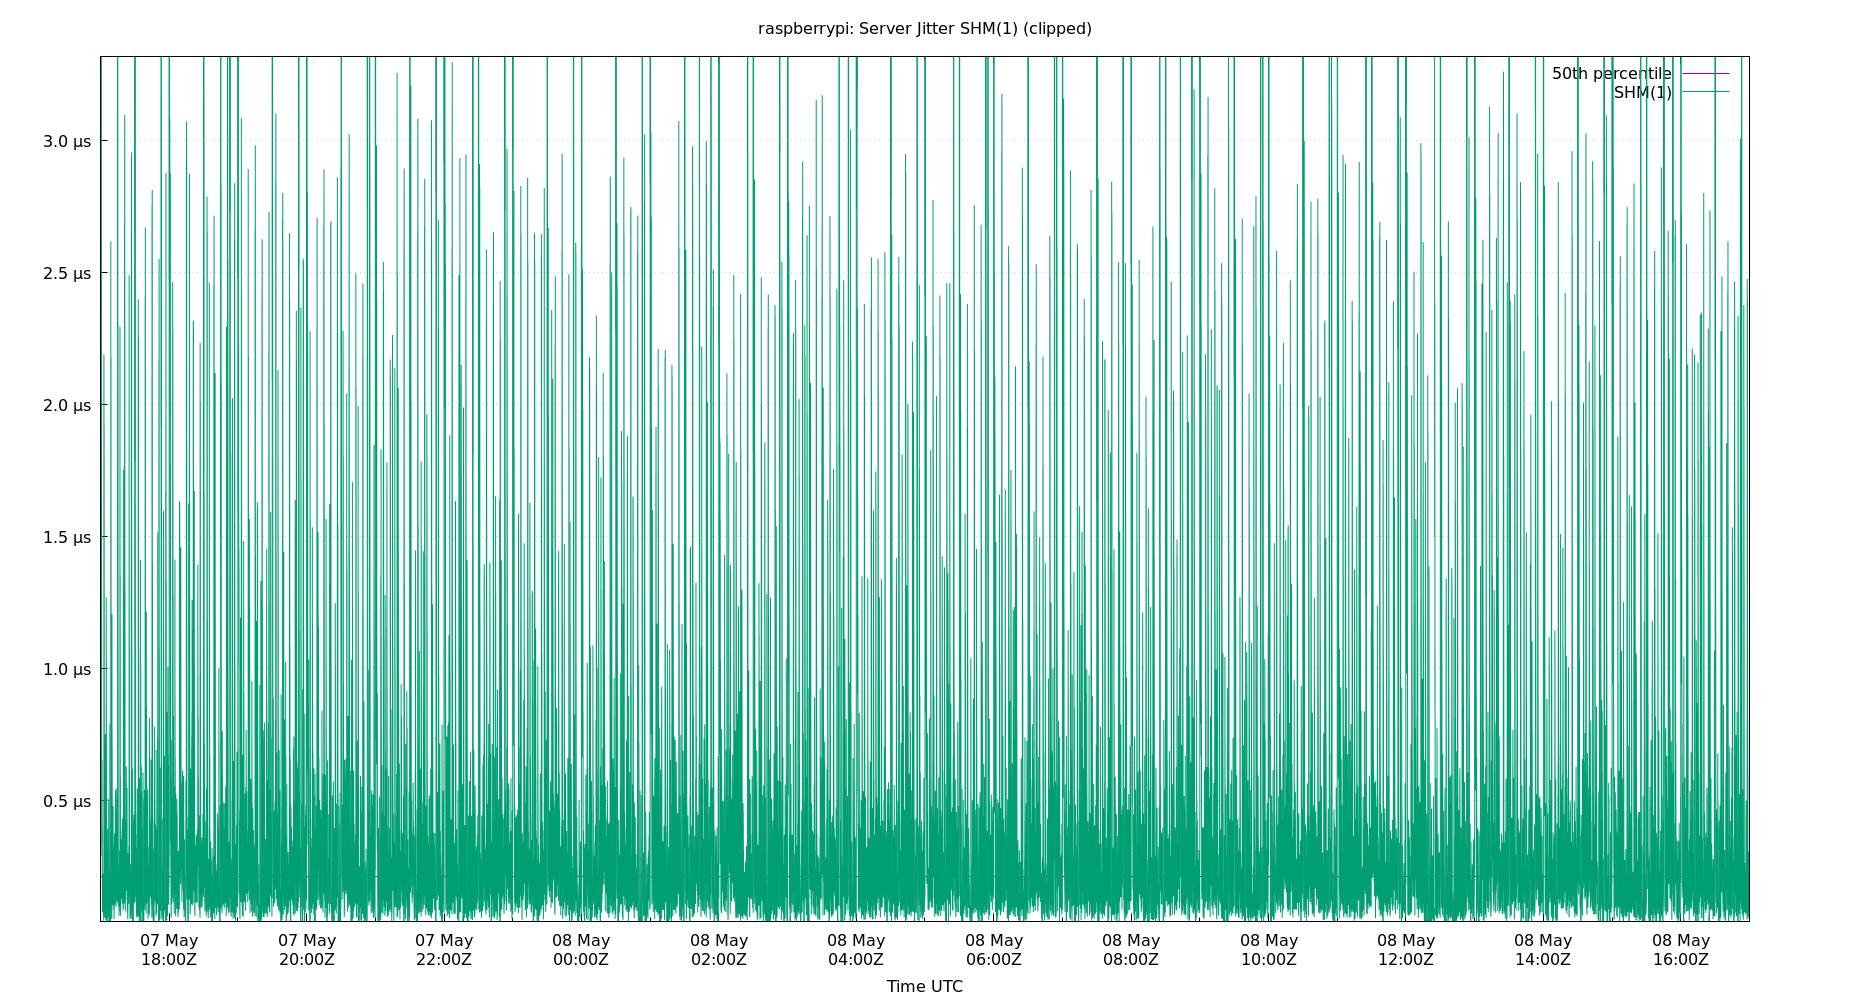 raspberrypi: Server Jitter SHM(1) (clipped)
50th percentile
SHM(1)
3.0 µs
2.5 µs
2.0 µs
1.5 µs
1.0 µs
0.5 µs
07 May 07 May 07 May 08 May 08 May 08 May 08 May 08 May 08 May 08 May 08 May 08 May
18:00Z 20:00Z 22:00Z 00:00Z 02:00Z 04:00Z 06:00Z 08:00Z 10:00Z 12:00Z 14:00Z 16:00Z
Time UTC